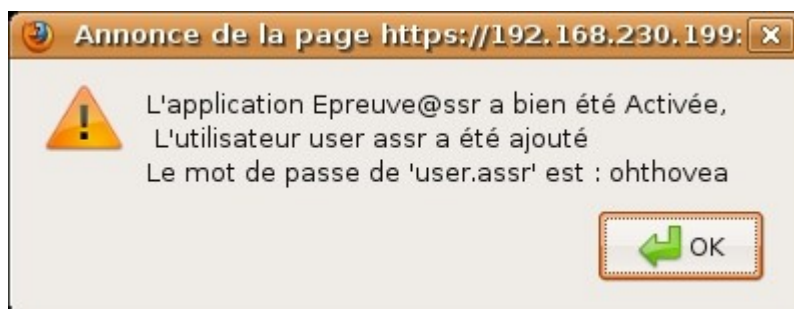 Annonce de la page https://192.168.230.199:
L'application Epreuve@ssr a bien été Activée,
L'utilisateur user assr a été ajouté
Le mot de passe de 'user.assr' est : ohthovea
OK